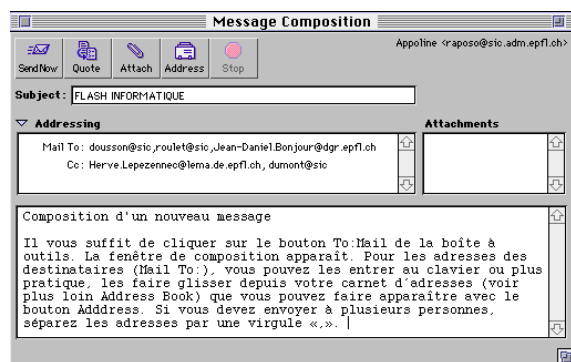 Message Composition
Appoline <raposo@sic.adm.epfl.ch>
Send Now Quote Attach Address Stop
Subject: FLASH INFORMATIQUE
Addressing Attachments
Mail To: dousson@sic,roulet@sic,Jean-Daniel.Bonjour@dgr.epfl.ch
Cc: Herve.Lepezennec@lema.de.epfl.ch, dumont@sic
Composition d'un nouveau message
Il vous suffit de cliquer sur le bouton To:Mail de la boîte à
outils. La fenêtre de composition apparaît. Pour les adresses des
destinataires (Mail To:), vous pouvez les entrer au clavier ou plus
pratique, les faire glisser depuis votre carnet d'adresses (voir
plus loin Address Book) que vous pouvez faire apparaître avec le
bouton Adddress. Si vous devez envoyer à plusieurs personnes,
séparez les adresses par une virgule «,».